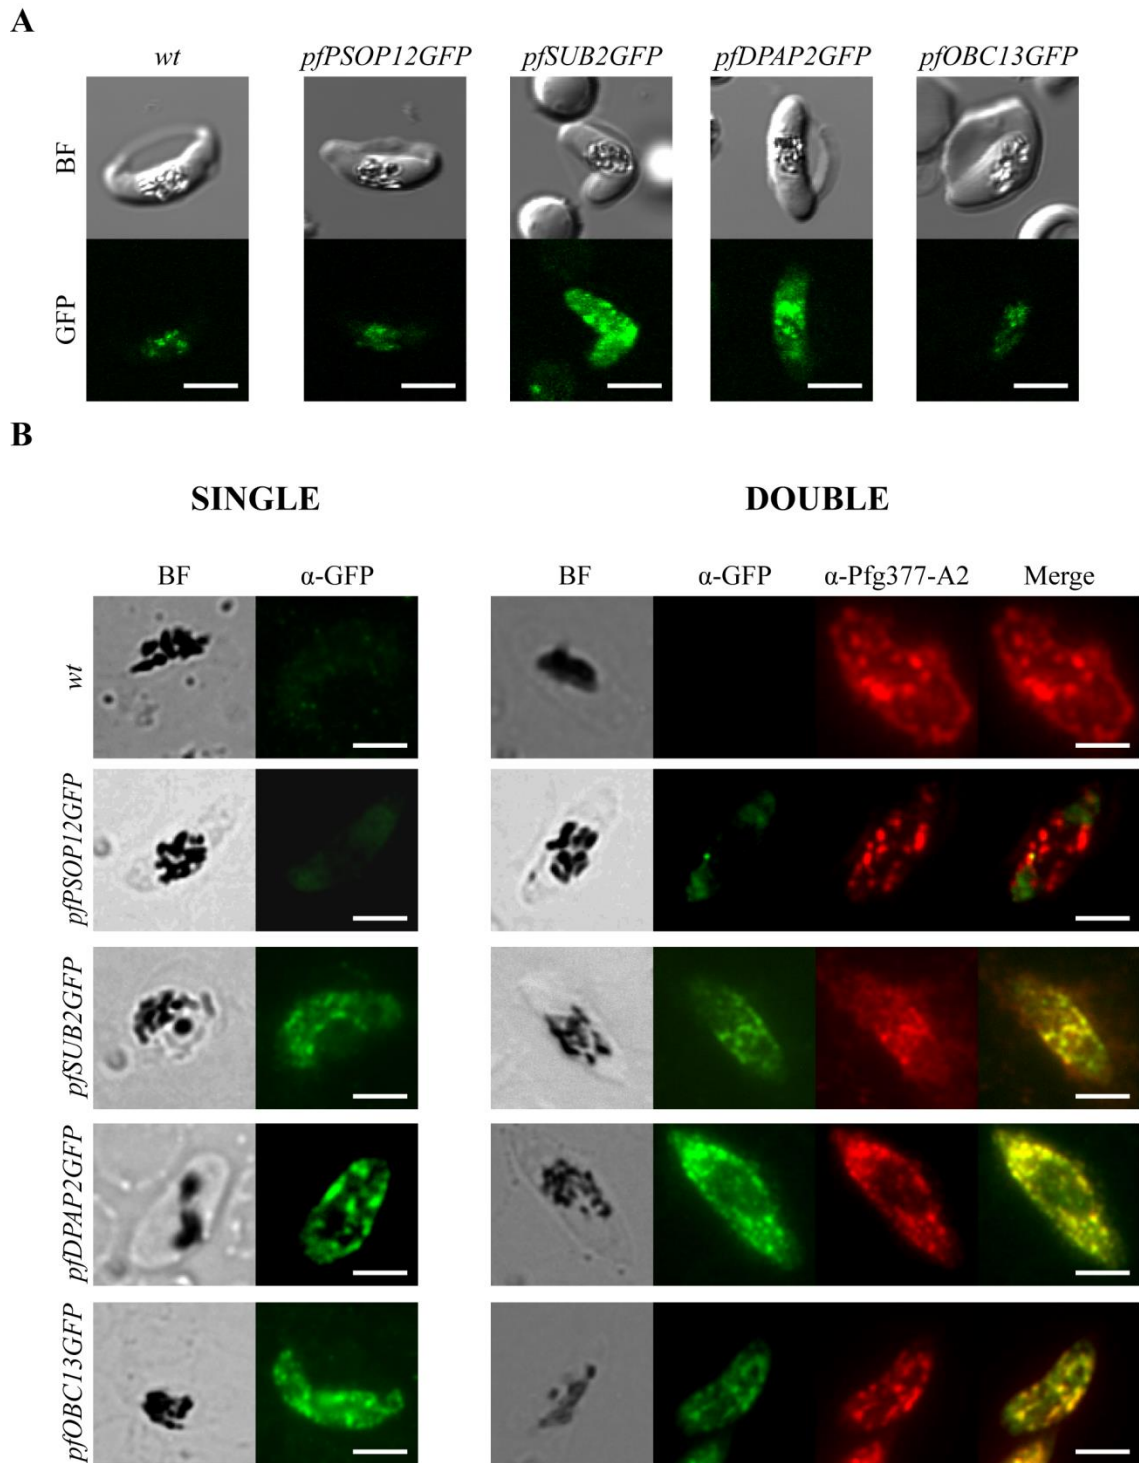 A
wt pfPSOP12GFP pfSUB2GFP pfDPAP2GFP pfOBC13GFP
BF
GFP
B
SINGLE DOUBLE
BF α-GFP BF α-GFP α-Pfg377-A2 Merge
wt
pfPSOP12GFP
pfSUB2GFP
pfDPAP2GFP
pfOBC13GFP